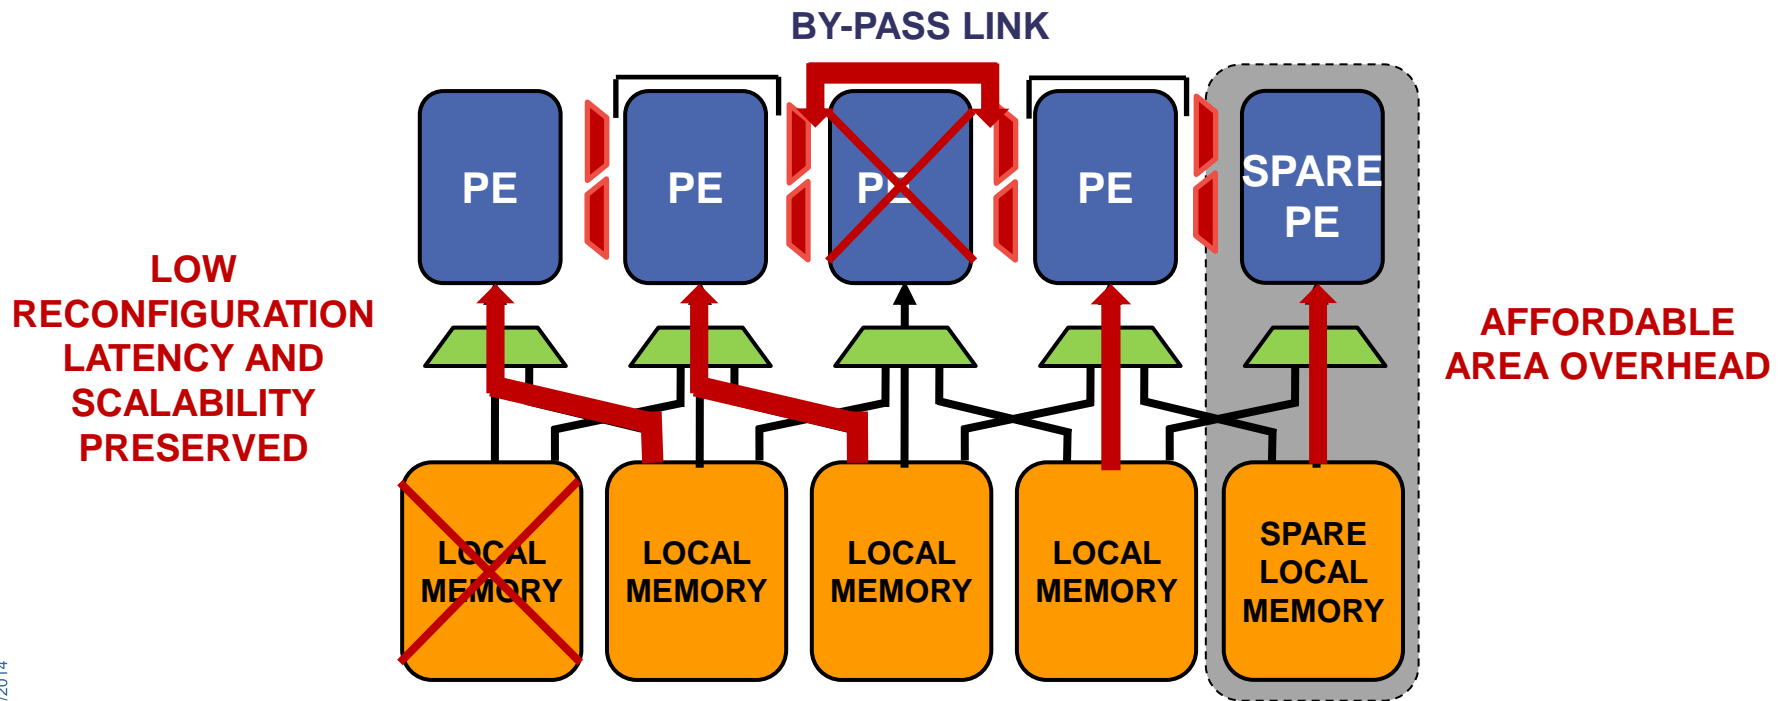 BY-PASS LINK
PE
PE
PE
PE
SPARE
PE
LOW
RECONFIGURATION
LATENCY AND
SCALABILITY
PRESERVED
AFFORDABLE
AREA OVERHEAD
LOCAL
MEMORY
LOCAL
MEMORY
LOCAL
MEMORY
LOCAL
MEMORY
SPARE
LOCAL
MEMORY
/2014